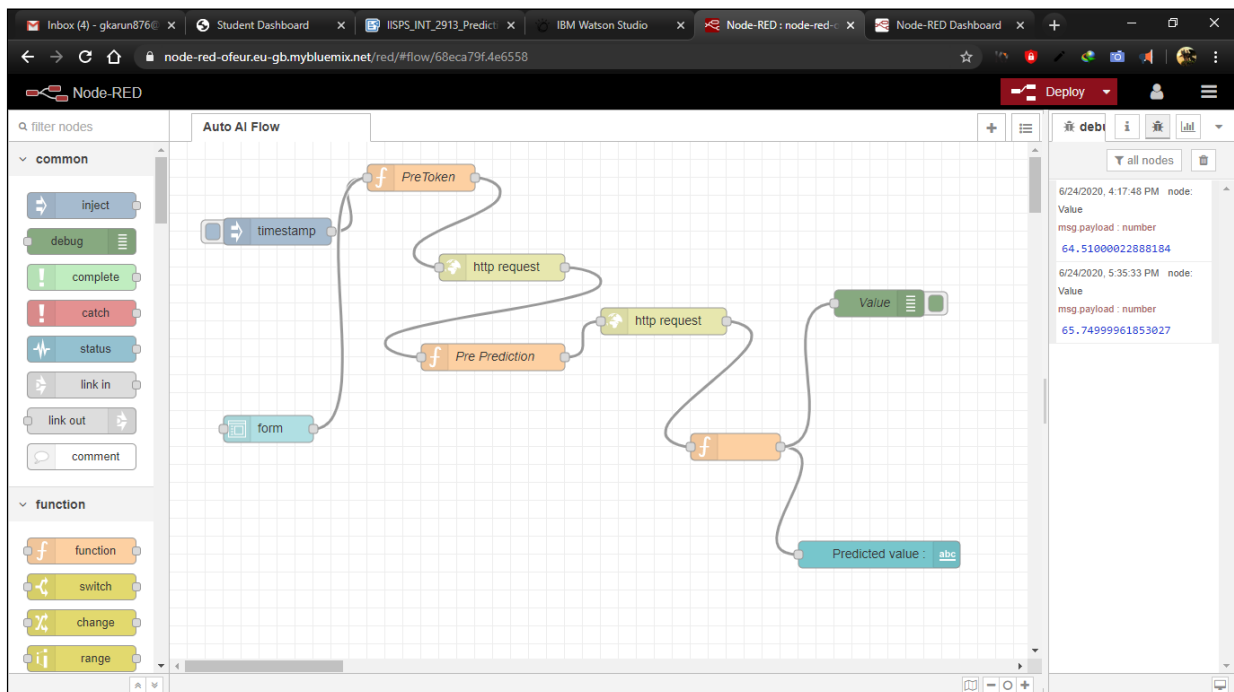 Inbox (4) - gkarun876@
Student Dashboard
IISPS_INT_2913_Predicti
IBM Watson Studio
Node-RED : node-red-o
Node-RED Dashboard
node-red-ofeur.eu-gb.mybluemix.net/red/#flow/68eca79f.4e6558
Node-RED
Deploy
filter nodes
Auto AI Flow
debu
i
common
all nodes
inject
debug
complete
catch
status
link in
link out
comment
function
function
switch
change
range
PreToken
timestamp
http request
http request
Value
Pre Prediction
form
Predicted value :
abc
6/24/2020, 4:17:48 PM node:
Value
msg.payload : number
64.51000022888184
6/24/2020, 5:35:33 PM node:
Value
msg.payload : number
65.74999961853027